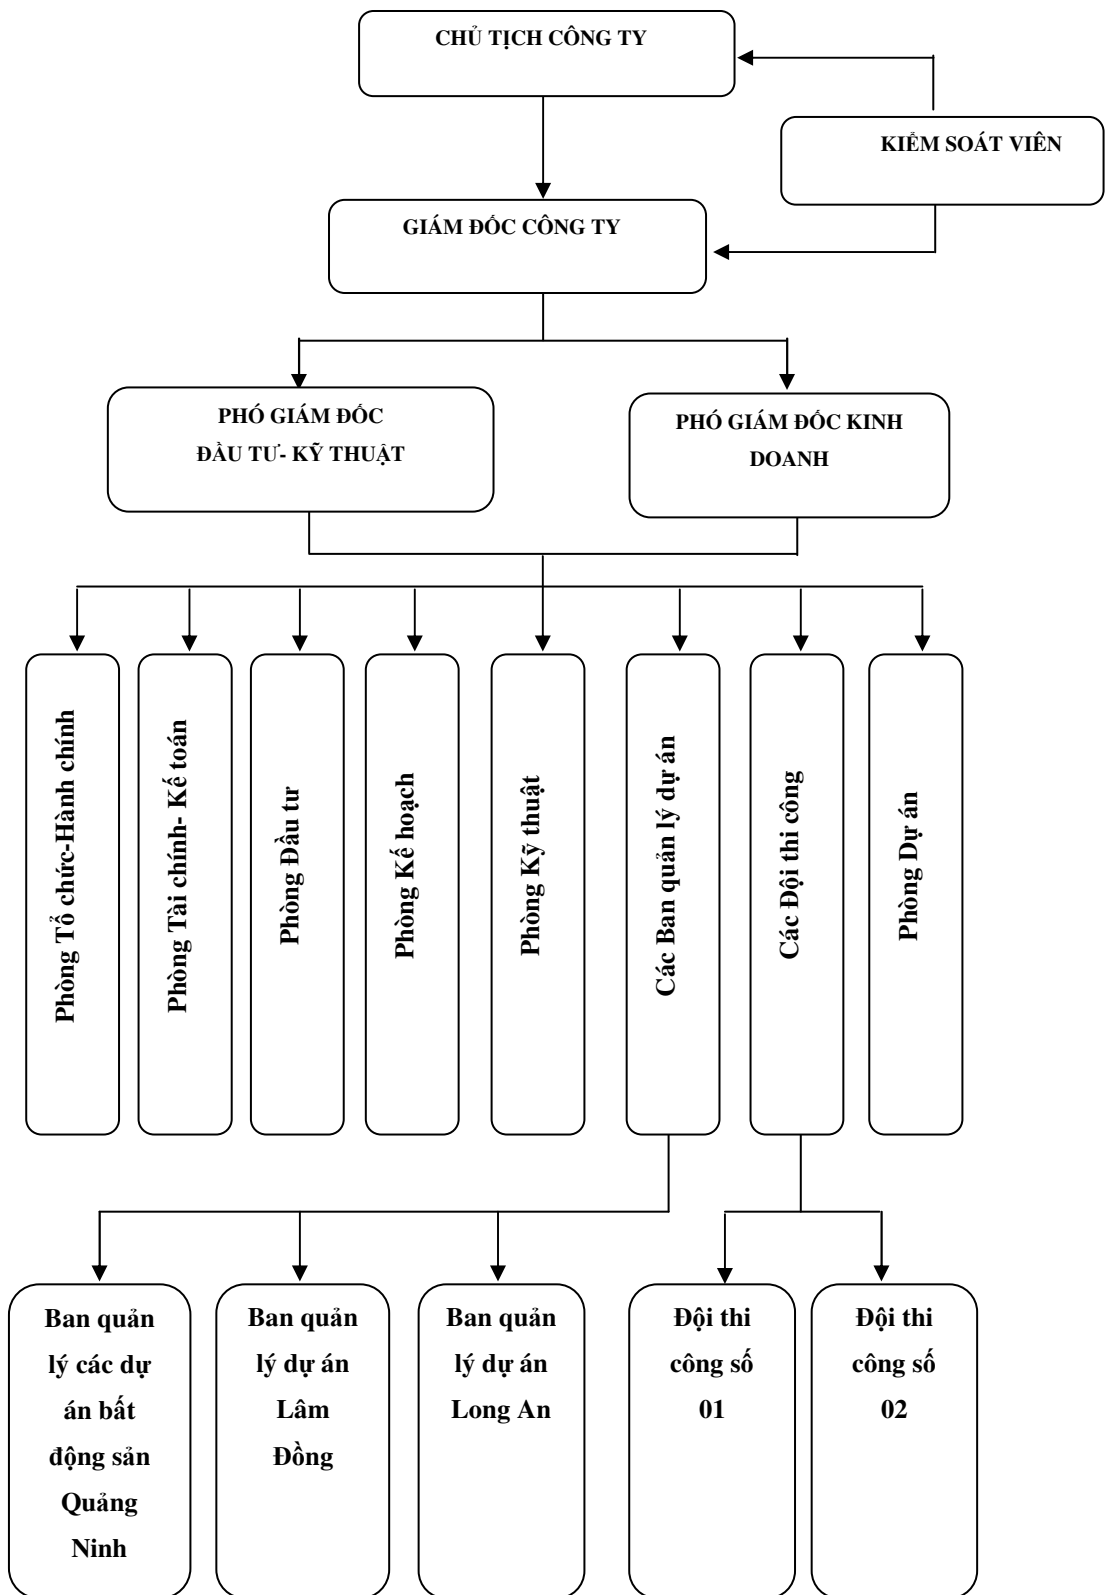 CHỦ TỊCH CÔNG TY
KIỂM SOÁT VIÊN
GIÁM ĐỐC CÔNG TY
PHÓ GIÁM ĐỐC
ĐẦU TƯ- KỸ THUẬT
PHÓ GIÁM ĐỐC KINH
DOANH
Phòng Tổ chức-Hành chính
Phòng Tài chính- Kế toán
Phòng Đầu tư
Phòng Kế hoạch
Phòng Kỹ thuật
Các Ban quản lý dự án
Các Đội thi công
Phòng Dự án
Ban quản
lý các dự
án bất
động sản
Quảng
Ninh
Ban quản
lý dự án
Lâm
Đồng
Ban quản
lý dự án
Long An
Đội thi
công số
01
Đội thi
công số
02